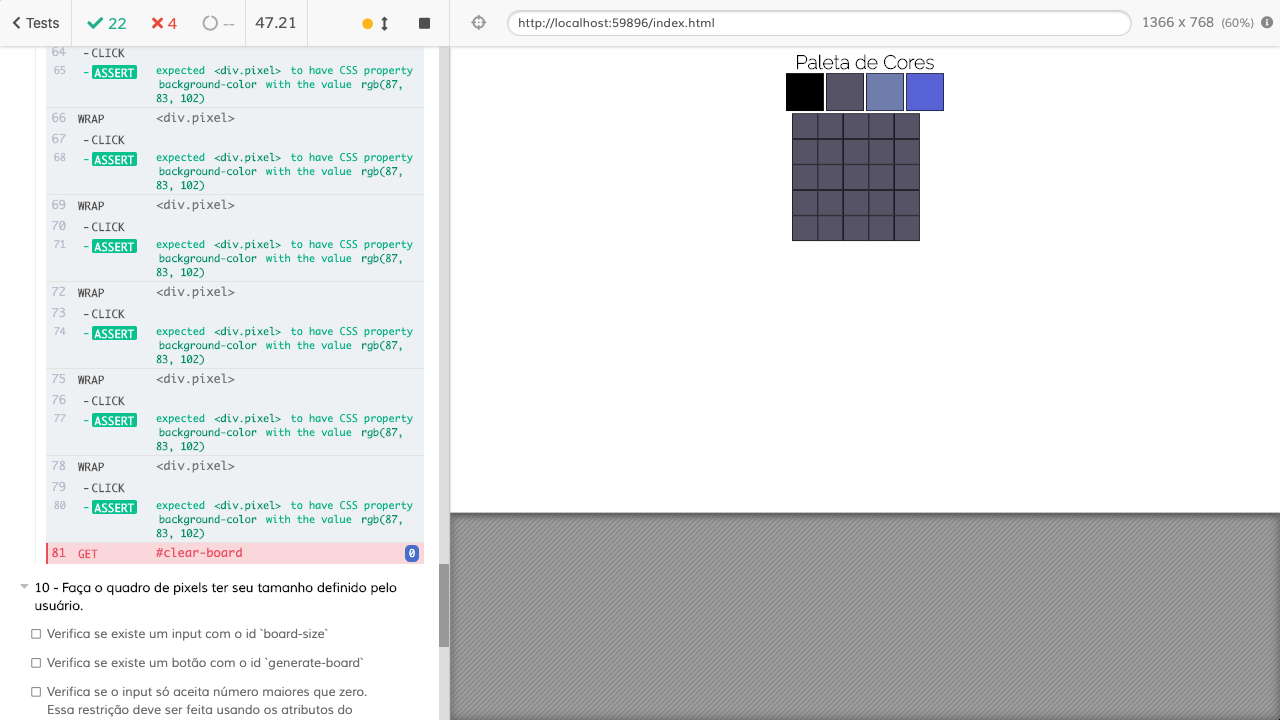 Tests 22 4 -- 47.21 http://localhost:59896/index.html 1366 x 768 (60%)
64 -CLICK
65 -ASSERT expected <div.pixel> to have CSS property
background-color with the value rgb(87,
83, 102)
66 WRAP <div.pixel>
67 -CLICK
68 -ASSERT expected <div.pixel> to have CSS property
background-color with the value rgb(87,
83, 102)
69 WRAP <div.pixel>
70 -CLICK
71 -ASSERT expected <div.pixel> to have CSS property
background-color with the value rgb(87,
83, 102)
72 WRAP <div.pixel>
73 -CLICK
74 -ASSERT expected <div.pixel> to have CSS property
background-color with the value rgb(87,
83, 102)
75 WRAP <div.pixel>
76 -CLICK
77 -ASSERT expected <div.pixel> to have CSS property
background-color with the value rgb(87,
83, 102)
78 WRAP <div.pixel>
79 -CLICK
80 -ASSERT expected <div.pixel> to have CSS property
background-color with the value rgb(87,
83, 102)
81 GET #clear-board 0
10 - Faça o quadro de pixels ter seu tamanho definido pelo
usuário.
Verifica se existe um input com o id `board-size`
Verifica se existe um botão com o id `generate-board`
Verifica se o input só aceita número maiores que zero.
Essa restrição deve ser feita usando os atributos do
Paleta de Cores